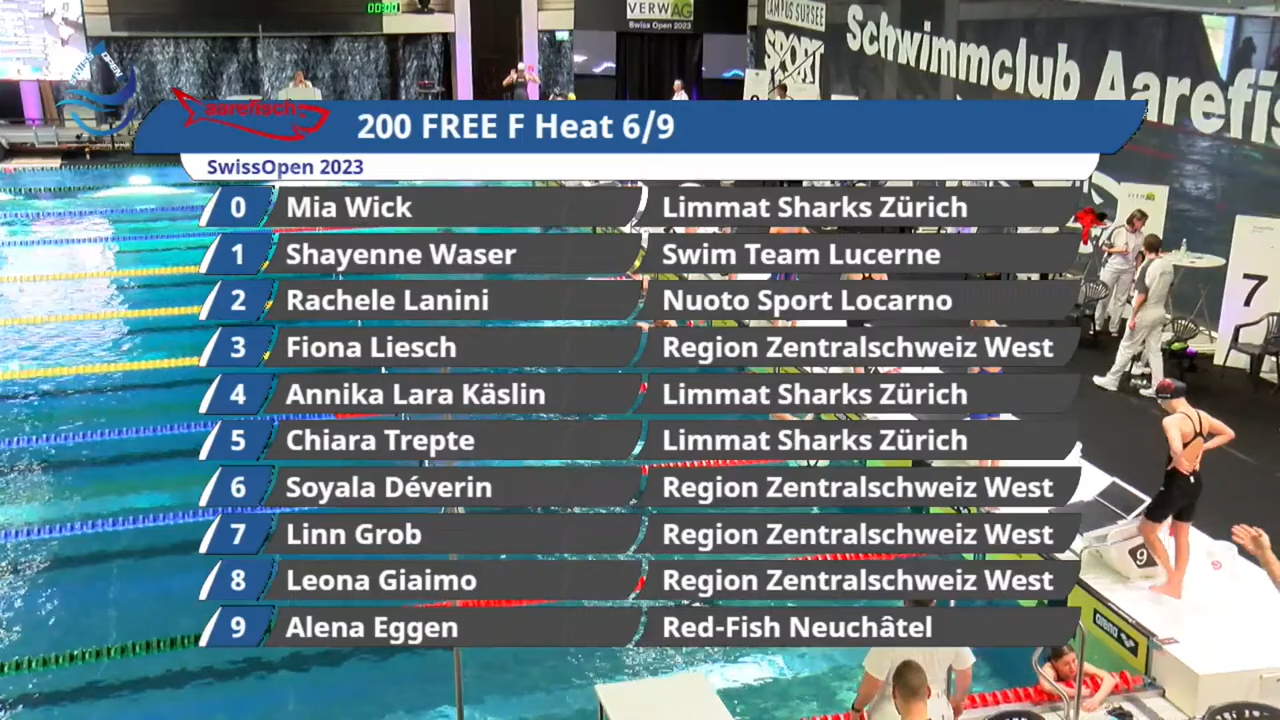 00:00
VERWAG
Swiss Open 2023
CAMPUS SURSEE
SPORT
Schwimmclub Aarefis
SWISS OPEN
aarefisch
200 FREE F Heat 6/9
SwissOpen 2023
0 Mia Wick Limmat Sharks Zürich
1 Shayenne Waser Swim Team Lucerne
2 Rachele Lanini Nuoto Sport Locarno
3 Fiona Liesch Region Zentralschweiz West
4 Annika Lara Käslin Limmat Sharks Zürich
5 Chiara Trepte Limmat Sharks Zürich
6 Soyala Déverin Region Zentralschweiz West
7 Linn Grob Region Zentralschweiz West
8 Leona Giaimo Region Zentralschweiz West
9 Alena Eggen Red-Fish Neuchâtel
VERW
7
9
arena